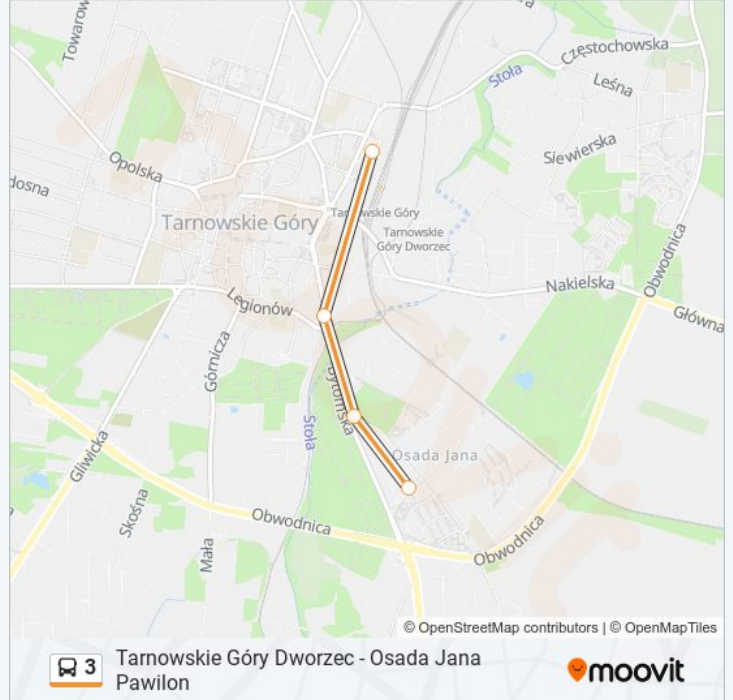 Towarow
Częstochowska
Stoła
Leśna
Opolska
Siewierska
dosna
Tarnowskie Góry
Tarnowskie Góry
Tarnowskie
Góry Dworzec
Obwodnica
Nakielska
Legionów
Główna
Górnicza
Bytomska
Stoła
Osada Jana
Gliwicka
Skośna
Obwodnica
Obwodnica
Mała
© OpenStreetMap contributors | © OpenMapTiles
3
Tarnowskie Góry Dworzec - Osada Jana
Pawilon
moovit